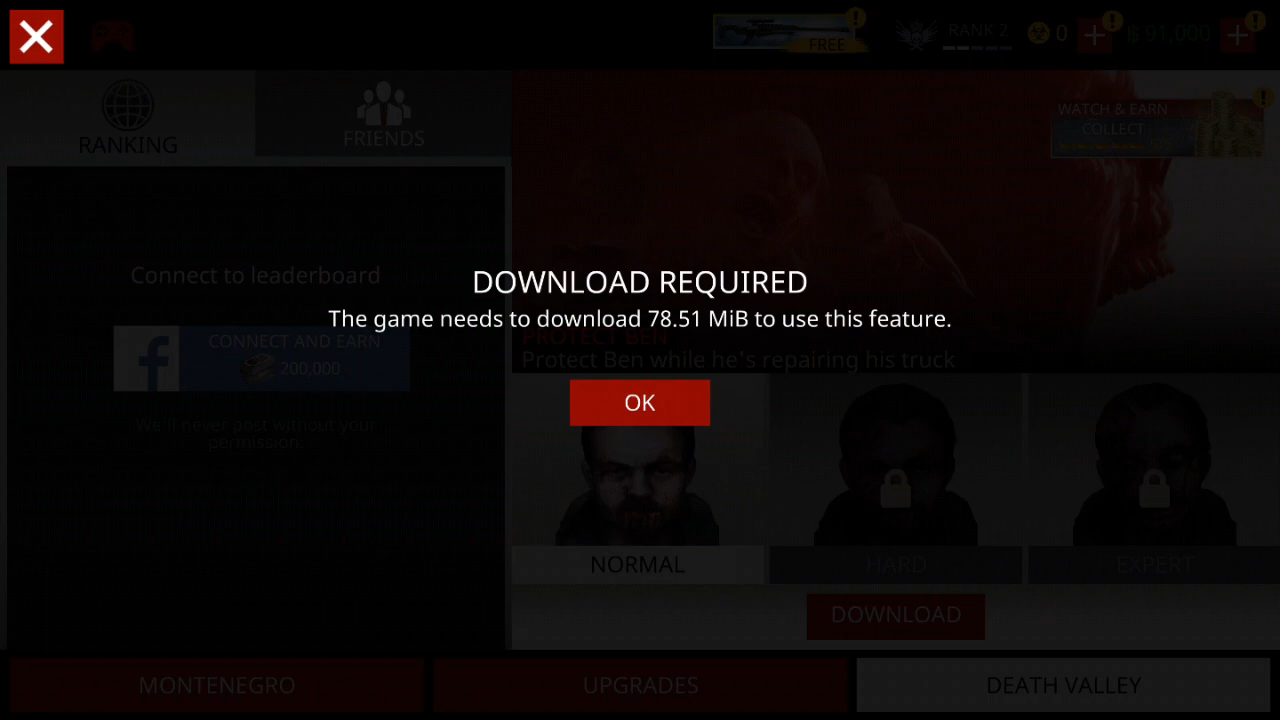 FREE
RANK 2
0
$ 91,000
RANKING
FRIENDS
WATCH & EARN
COLLECT
Connect to leaderboard
DOWNLOAD REQUIRED
The game needs to download 78.51 MiB to use this feature.
CONNECT AND EARN
200,000
We'll never post without your
permission.
PROTECT BEN
Protect Ben while he's repairing his truck
OK
NORMAL
HARD
EXPERT
DOWNLOAD
MONTENEGRO
UPGRADES
DEATH VALLEY